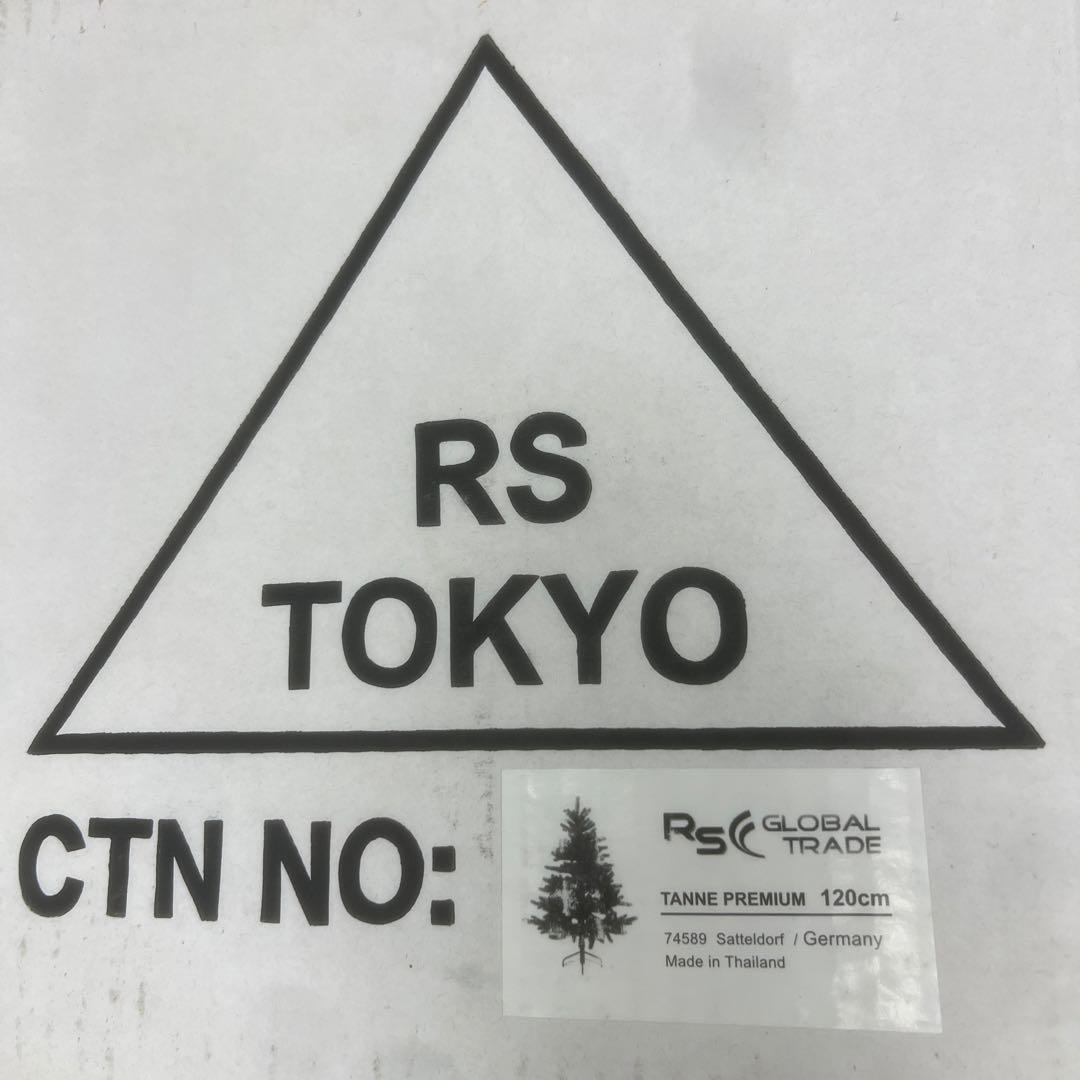 RS
TOKYO
CTN NO:
RS GLOBAL
TRADE
TANNE PREMIUM 120cm
74589 Satteldorf / Germany
Made in Thailand